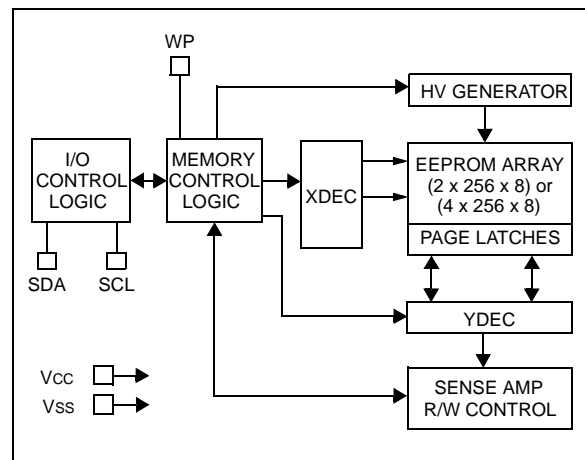 WP
HV GENERATOR
I/O
CONTROL
LOGIC
MEMORY
CONTROL
LOGIC
XDEC
EEPROM ARRAY
(2 x 256 x 8) or
(4 x 256 x 8)
PAGE LATCHES
SDA
SCL
YDEC
VCC
VSS
SENSE AMP
R/W CONTROL